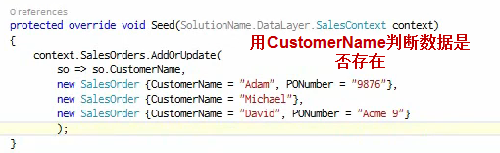 0 references
protected override void Seed(SolutionName.DataLayer.SalesContext context)
{
context.SalesOrders.AddOrUpdate(
用CustomerName判断数据是
否存在
so => so.CustomerName,
new SalesOrder {CustomerName = "Adam", PONumber = "9876"},
new SalesOrder {CustomerName = "Michael"},
new SalesOrder {CustomerName = "David", PONumber = "Acme 9"}
);
}